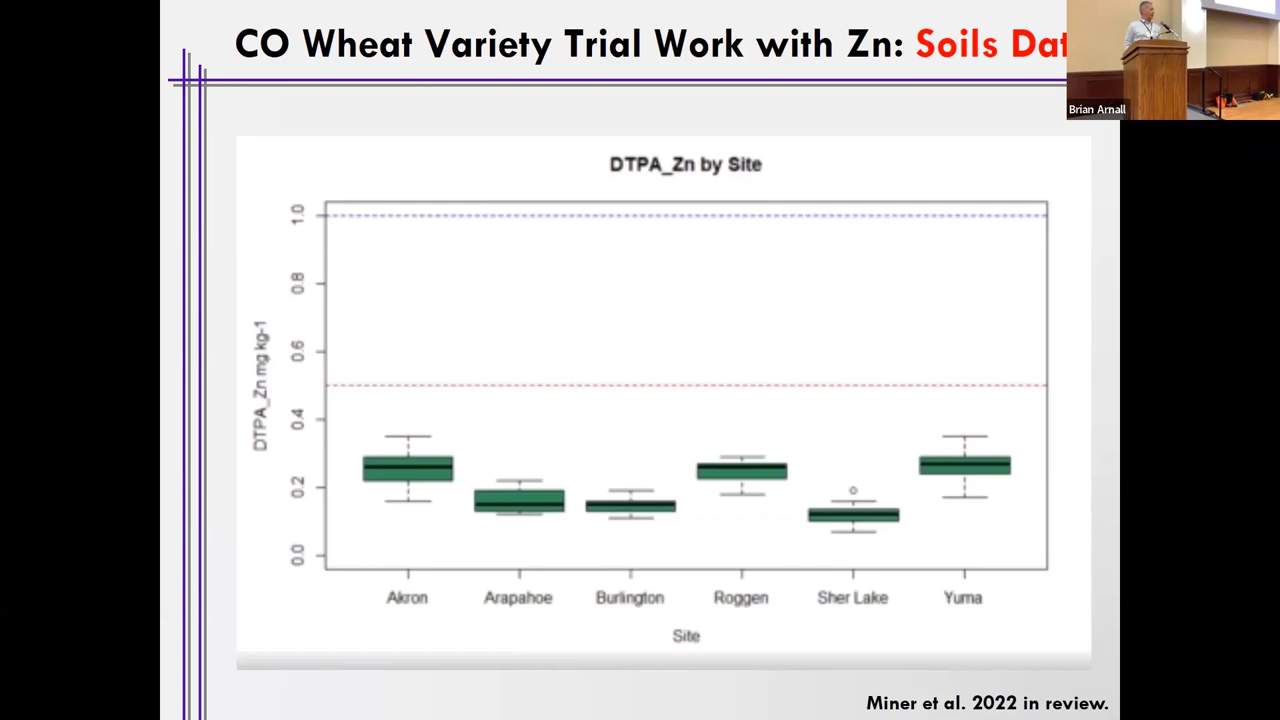 CO Wheat Variety Trial Work with Zn: Soils Dat
Brian Arnall
DTPA_Zn by Site
DTPA_Zn mg kg-1
1.0
0.8
0.6
0.4
0.2
0.0
Akron Arapahoe Burlington Roggen Sher Lake Yuma
Site
Miner et al. 2022 in review.